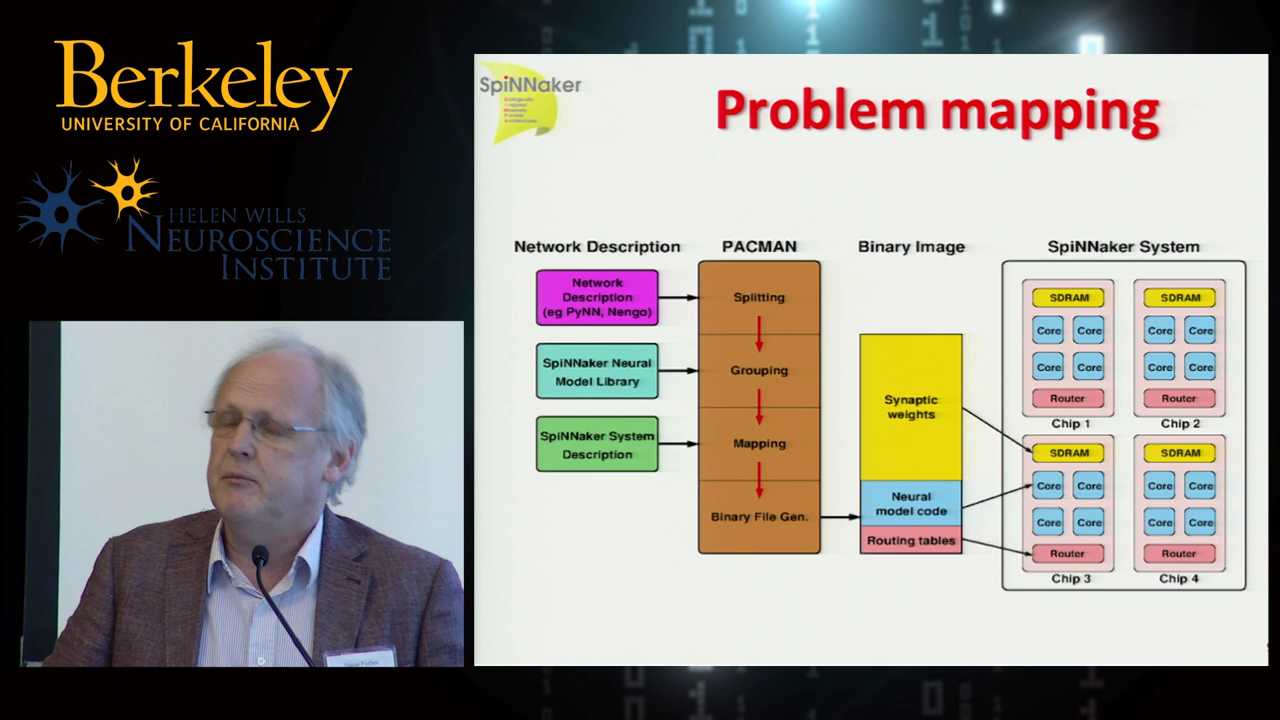 Berkeley
UNIVERSITY OF CALIFORNIA
HELEN WILLS
NEUROSCIENCE
INSTITUTE
SpiNNaker
Problem mapping
Network Description
PACMAN
Binary Image
SpiNNaker System
Network
Description
(eg PyNN, Nengo)
SpiNNaker Neural
Model Library
SpiNNaker System
Description
Splitting
Grouping
Mapping
Binary File Gen.
Synaptic
weights
Neural
model code
Routing tables
SDRAM
Core Core
Core Core
Router
Chip 1
SDRAM
Core Core
Core Core
Router
Chip 2
SDRAM
Core Core
Core Core
Router
Chip 3
SDRAM
Core Core
Core Core
Router
Chip 4